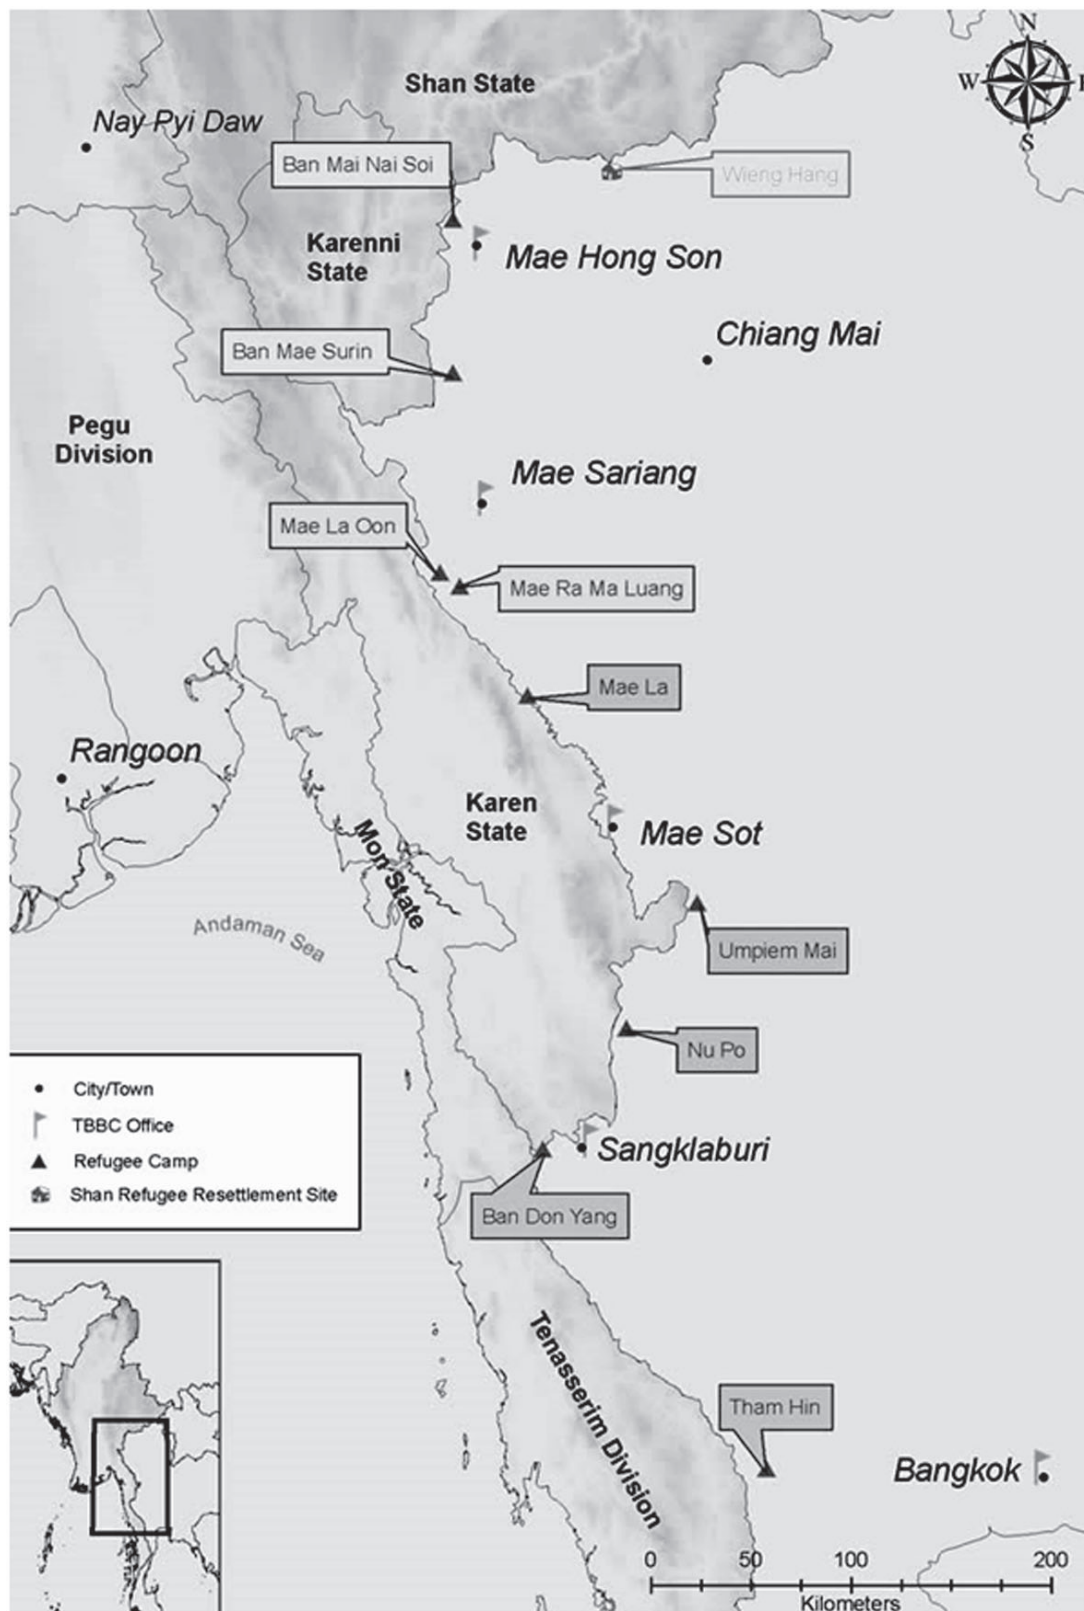 N
W
E
S
Shan State
Nay Pyi Daw
Ban Mai Nai Soi
Wieng Hang
Karenni
State
Mae Hong Son
Chiang Mai
Ban Mae Surin
Pegu
Division
Mae Sariang
Mae La Oon
Mae Ra Ma Luang
Mae La
Rangoon
Karen
State
Mae Sot
Mon State
Andaman Sea
Umpiem Mai
Nu Po
City/Town
TBBC Office
Refugee Camp
Shan Refugee Resettlement Site
Sangklaburi
Ban Don Yang
Tenasserim Division
Tham Hin
Bangkok
0 50 100 200
Kilometers